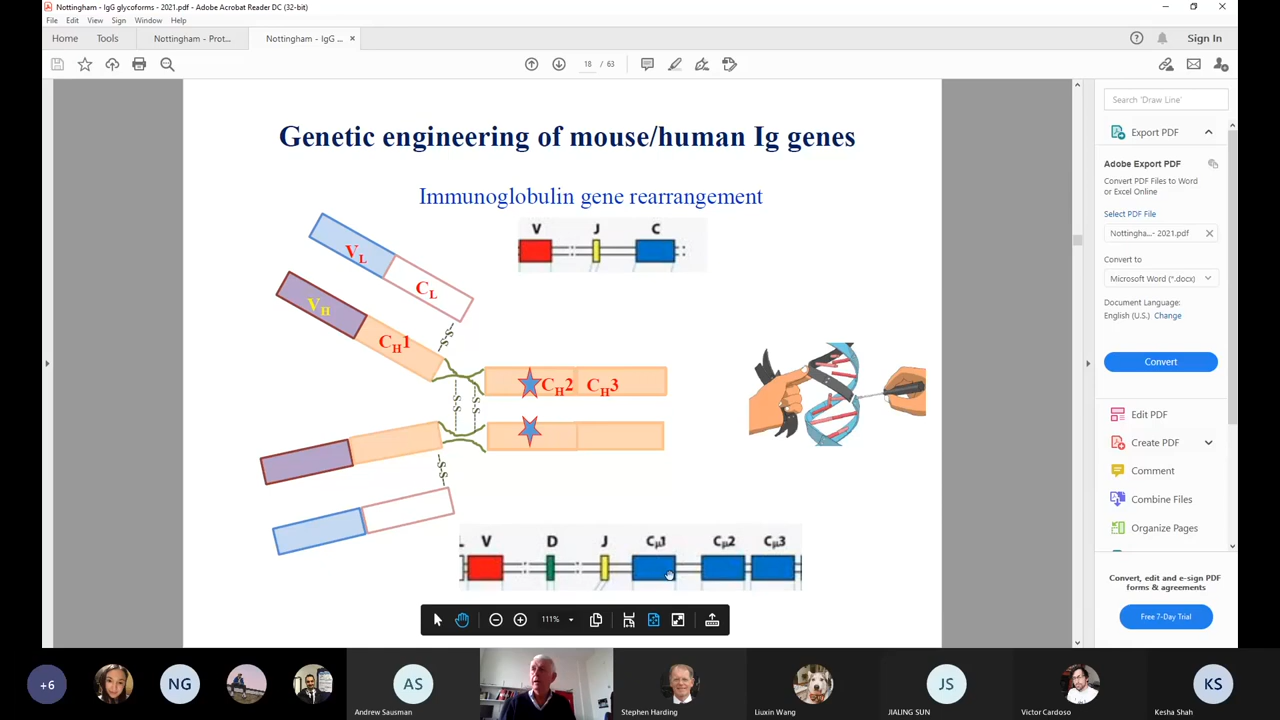 Nottingham - IgG glycoforms - 2021.pdf - Adobe Acrobat Reader DC (32-bit)
File Edit View Sign Window Help
Home Tools Nottingham - Prot... Nottingham - IgG ... × Sign In
18 / 63
Genetic engineering of mouse/human Ig genes
Immunoglobulin gene rearrangement
V J C
VL
CL
VH
CH1
-S-S-
CH2 CH3
-S-S-
-S-S-
-S-S-
V D J Cμ1 Cμ2 Cμ3
111%
Search 'Draw Line'
Export PDF
Adobe Export PDF
Convert PDF Files to Word
or Excel Online
Select PDF File
Nottingha...- 2021.pdf
Convert to
Microsoft Word (*.docx)
Document Language:
English (U.S.) Change
Convert
Edit PDF
Create PDF
Comment
Combine Files
Organize Pages
Convert, edit and e-sign PDF
forms & agreements
Free 7-Day Trial
+6
NG
AS
JS
KS
Andrew Sausman
Stephen Harding
Liuxin Wang
JIALING SUN
Victor Cardoso
Kesha Shah